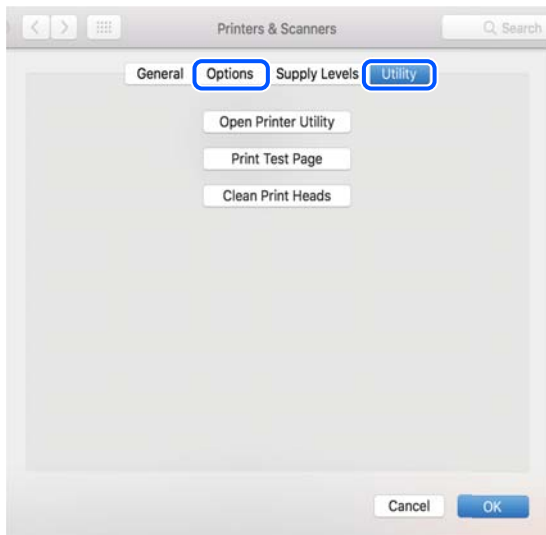 Printers & Scanners Search
General Options Supply Levels Utility
Open Printer Utility
Print Test Page
Clean Print Heads
Cancel OK